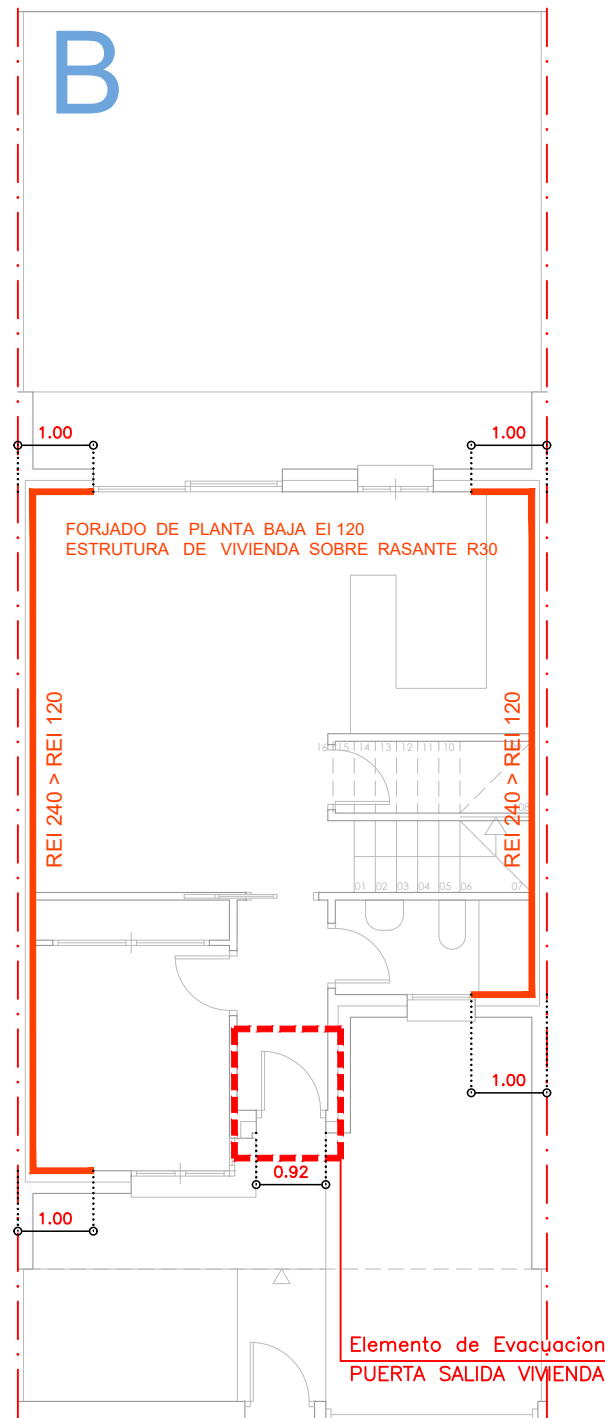 B
1.00
1.00
FORJADO DE PLANTA BAJA EI 120
ESTRUTURA DE VIVIENDA SOBRE RASANTE R30
REI 240 > REI 120
REI 240 > REI 120
16 15 14 13 12 11 10
08
01 02 03 04 05 06 07
1.00
0.92
1.00
Elemento de Evacuacion
PUERTA SALIDA VIVIENDA